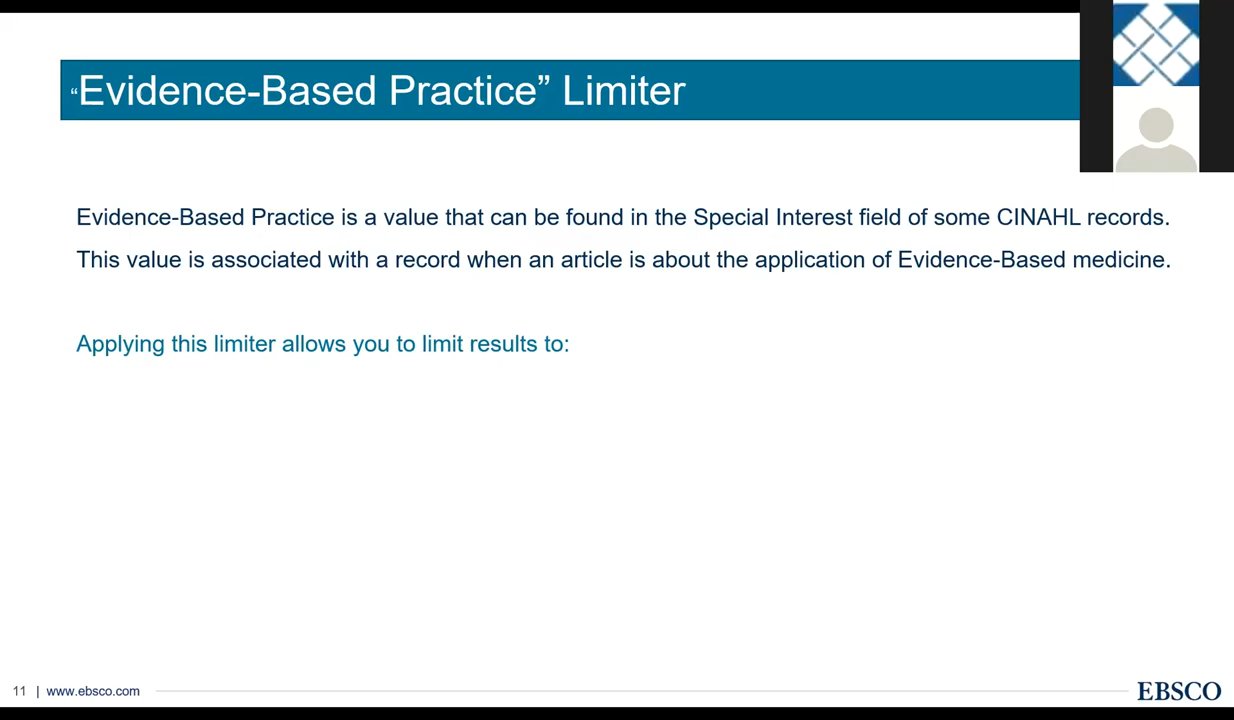 “Evidence-Based Practice” Limiter
Evidence-Based Practice is a value that can be found in the Special Interest field of some CINAHL records.
This value is associated with a record when an article is about the application of Evidence-Based medicine.
Applying this limiter allows you to limit results to:
11 | www.ebsco.com
EBSCO